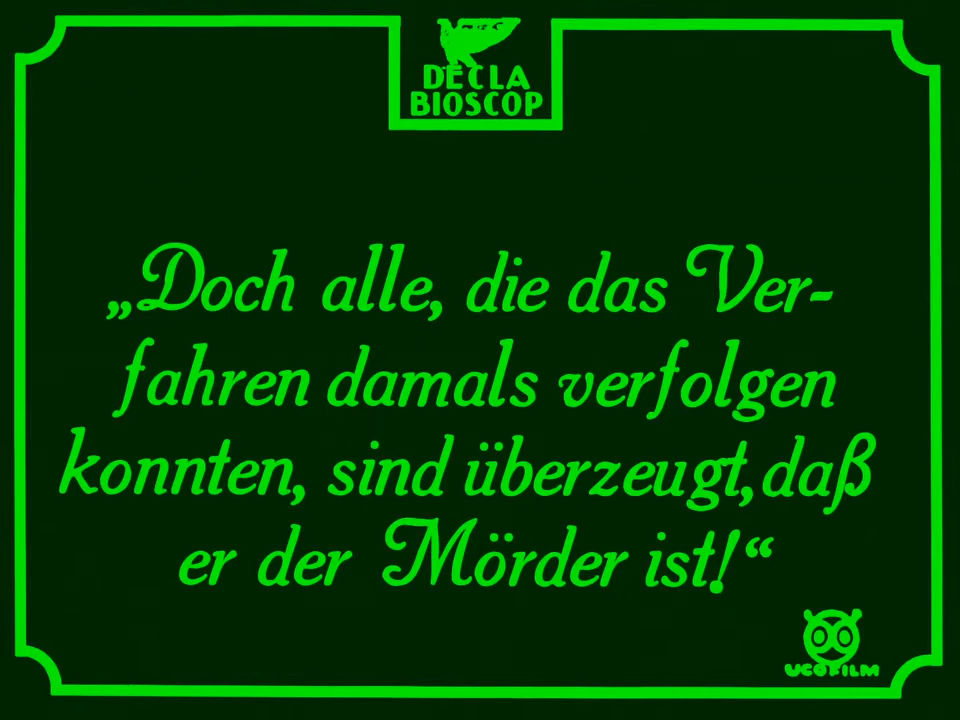 DECLA
BIOSCOP
„Doch alle, die das Ver-
fahren damals verfolgen
konnten, sind überzeugt, daß
er der Mörder ist!“
UCOFILM